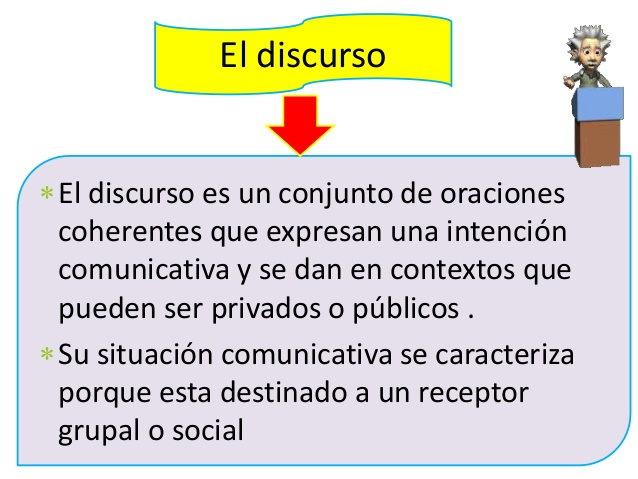 El discurso
*El discurso es un conjunto de oraciones
coherentes que expresan una intención
comunicativa y se dan en contextos que
pueden ser privados o públicos .
*Su situación comunicativa se caracteriza
porque esta destinado a un receptor
grupal o social